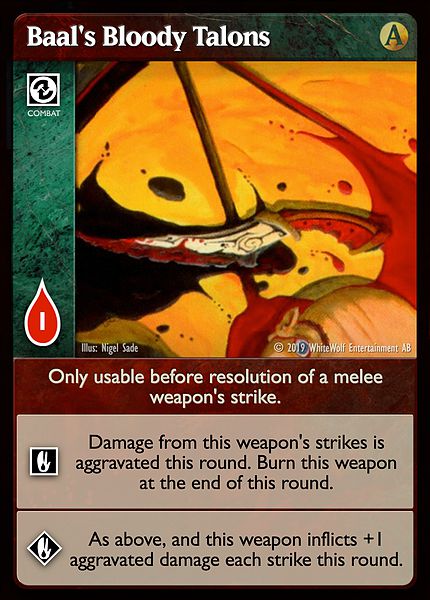 Baal's Bloody Talons
A
COMBAT
1
Illus: Nigel Sade
© 2019 WhiteWolf Entertainment AB
Only usable before resolution of a melee
weapon's strike.
Damage from this weapon's strikes is
aggravated this round. Burn this weapon
at the end of this round.
As above, and this weapon inflicts +1
aggravated damage each strike this round.